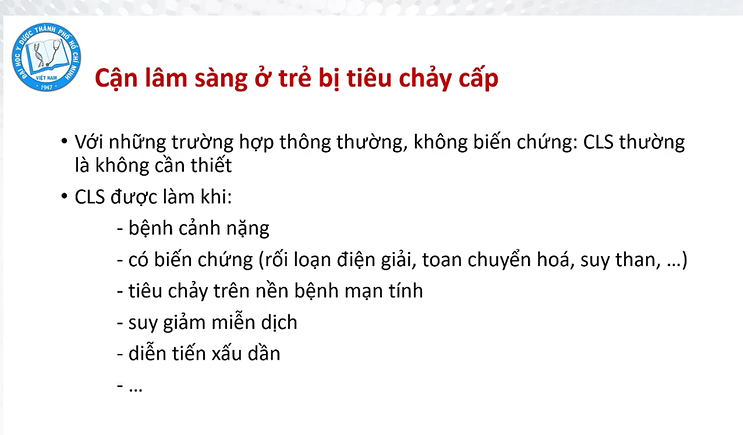 ĐẠI HỌC Y DƯỢC THÀNH PHỐ HỒ CHÍ MINH
VIỆT NAM
1947
Cận lâm sàng ở trẻ bị tiêu chảy cấp
• Với những trường hợp thông thường, không biến chứng: CLS thường
là không cần thiết
• CLS được làm khi:
- bệnh cảnh nặng
- có biến chứng (rối loạn điện giải, toan chuyển hoá, suy thận, ...)
- tiêu chảy trên nền bệnh mạn tính
- suy giảm miễn dịch
- diễn tiến xấu dần
- ...